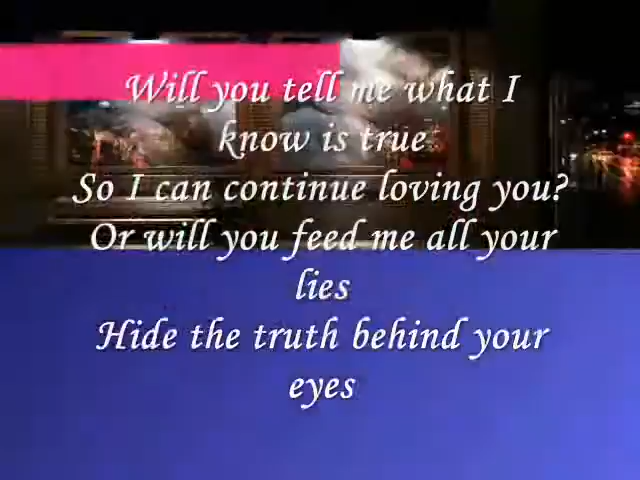 Will you tell me what I
know is true
So I can continue loving you?
Or will you feed me all your
lies
Hide the truth behind your
eyes